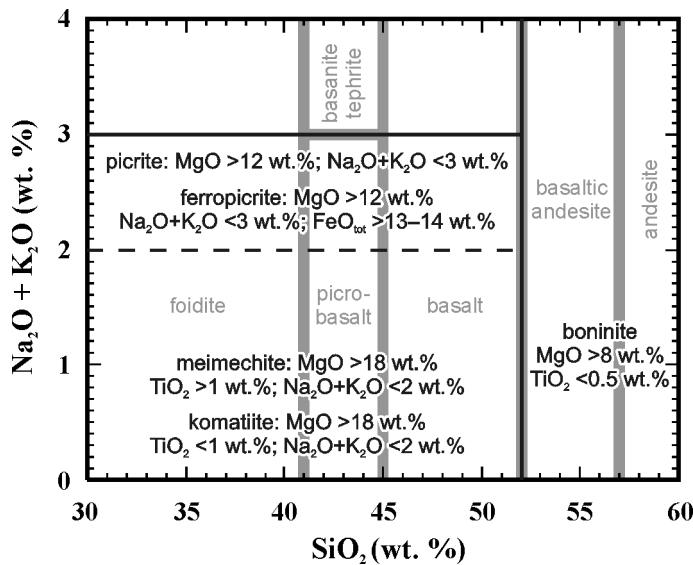 4
3
2
1
0
Na₂O + K₂O (wt. %)
basanite
tephrite
picrite: MgO >12 wt.%; Na₂O+K₂O <3 wt.%
ferropicrite: MgO >12 wt.%
Na₂O+K₂O <3 wt.%; FeOtot >13–14 wt.%
basaltic
andesite
andesite
foidite
picro-
basalt
basalt
meimechite: MgO >18 wt.%
TiO₂ >1 wt.%; Na₂O+K₂O <2 wt.%
komatiite: MgO >18 wt.%
TiO₂ <1 wt.%; Na₂O+K₂O <2 wt.%
boninite
MgO >8 wt.%
TiO₂ <0.5 wt.%
30 35 40 45 50 55 60
SiO₂ (wt. %)